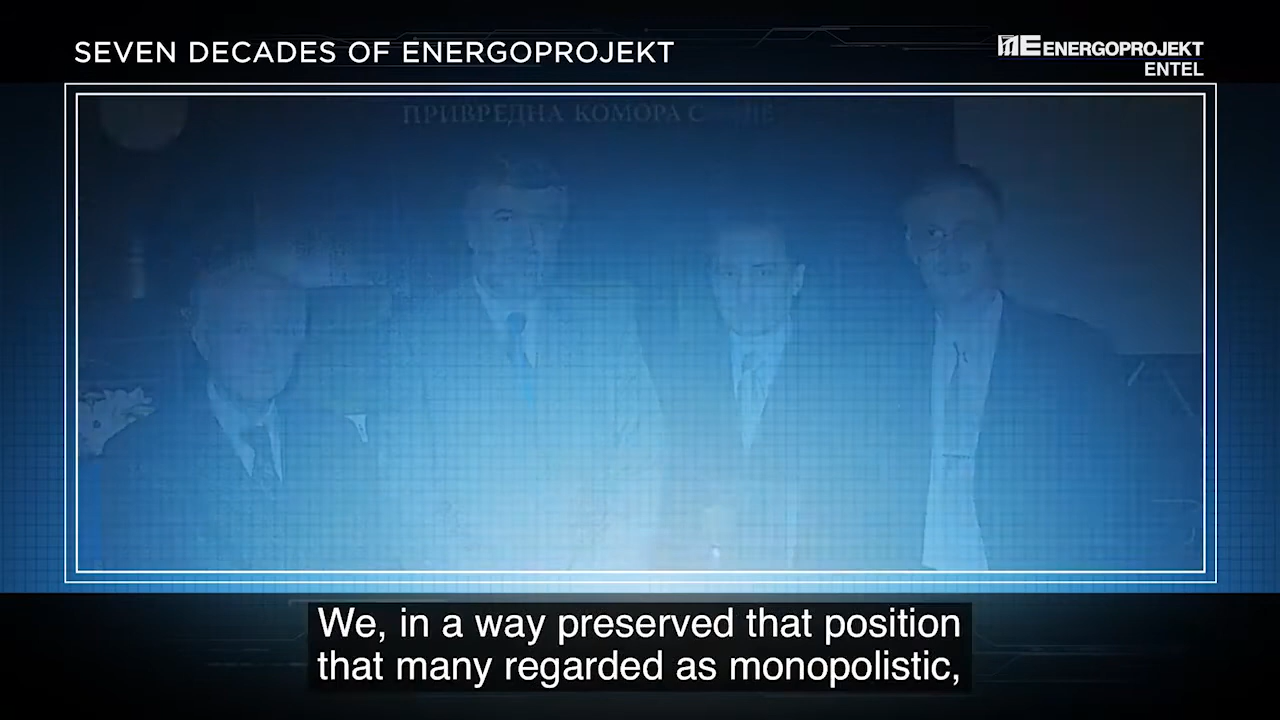 SEVEN DECADES OF ENERGOPROJEKT
ENERGOPROJEKT
ENTEL
ПРИВРЕДНА КОМОРА С
We, in a way preserved that position
that many regarded as monopolistic,